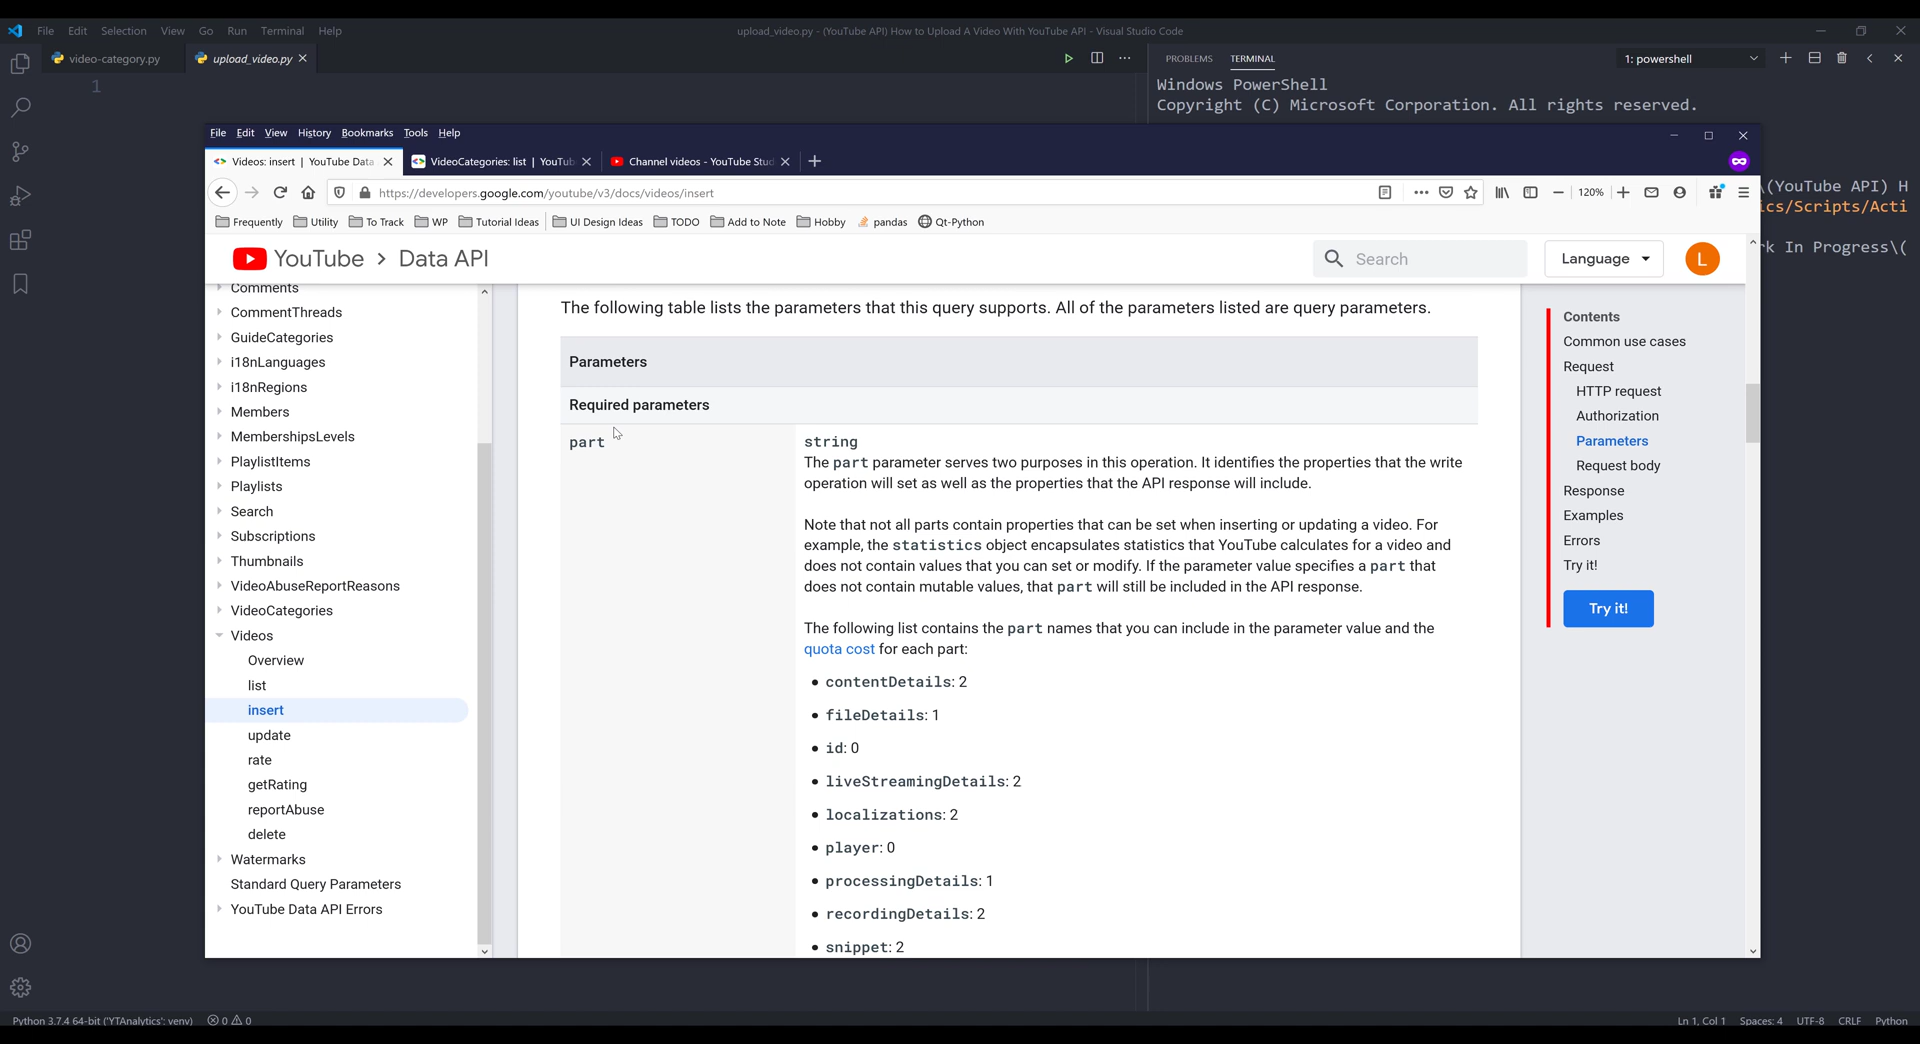 File Edit Selection View Go Run Terminal Help
upload_video.py - (YouTube API) How to Upload A Video With YouTube API - Visual Studio Code
video-category.py
upload_video.py
PROBLEMS TERMINAL
1: powershell
1
Windows PowerShell
Copyright (C) Microsoft Corporation. All rights reserved.
\(YouTube API) H
ics/Scripts/Acti
rk In Progress\(
File Edit View History Bookmarks Tools Help
Videos: insert | YouTube Data
VideoCategories: list | YouTub
Channel videos - YouTube Stud
https://developers.google.com/youtube/v3/docs/videos/insert
120%
Frequently Utility To Track WP Tutorial Ideas UI Design Ideas TODO Add to Note Hobby pandas Qt-Python
YouTube > Data API
Search
Language
L
Comments
CommentThreads
GuideCategories
i18nLanguages
i18nRegions
Members
MembershipsLevels
PlaylistItems
Playlists
Search
Subscriptions
Thumbnails
VideoAbuseReportReasons
VideoCategories
Videos
Overview
list
insert
update
rate
getRating
reportAbuse
delete
Watermarks
Standard Query Parameters
YouTube Data API Errors
The following table lists the parameters that this query supports. All of the parameters listed are query parameters.
Parameters
Required parameters
part
string
The part parameter serves two purposes in this operation. It identifies the properties that the write
operation will set as well as the properties that the API response will include.
Note that not all parts contain properties that can be set when inserting or updating a video. For
example, the statistics object encapsulates statistics that YouTube calculates for a video and
does not contain values that you can set or modify. If the parameter value specifies a part that
does not contain mutable values, that part will still be included in the API response.
The following list contains the part names that you can include in the parameter value and the
quota cost for each part:
• contentDetails: 2
• fileDetails: 1
• id: 0
• liveStreamingDetails: 2
• localizations: 2
• player: 0
• processingDetails: 1
• recordingDetails: 2
• snippet: 2
Contents
Common use cases
Request
HTTP request
Authorization
Parameters
Request body
Response
Examples
Errors
Try it!
Try it!
Python 3.7.4 64-bit ('YTAnalytics': venv) 0 0
Ln 1, Col 1 Spaces: 4 UTF-8 CRLF Python